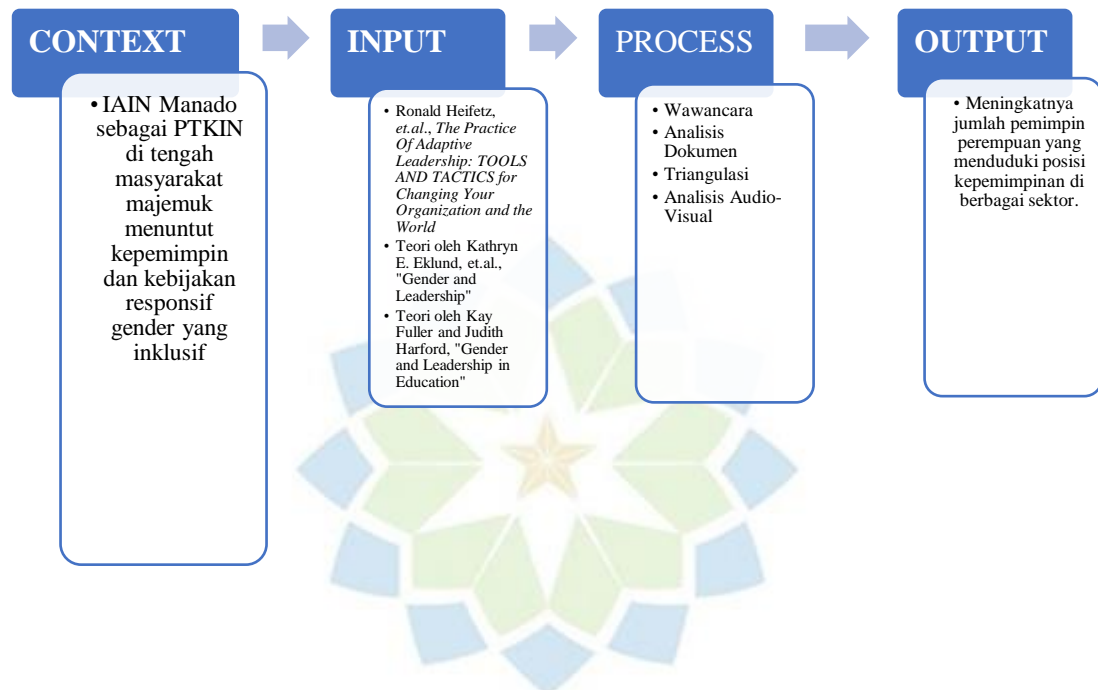 CONTEXT
• IAIN Manado
sebagai PTKIN
di tengah
masyarakat
majemuk
menuntut
kepemimpin
dan kebijakan
responsif
gender yang
inklusif
INPUT
• Ronald Heifetz,
et.al., The Practice
Of Adaptive
Leadership: TOOLS
AND TACTICS for
Changing Your
Organization and the
World
• Teori oleh Kathryn
E. Eklund, et.al.,
"Gender and
Leadership"
• Teori oleh Kay
Fuller and Judith
Harford, "Gender
and Leadership in
Education"
PROCESS
• Wawancara
• Analisis
Dokumen
• Triangulasi
• Analisis Audio-
Visual
OUTPUT
• Meningkatnya
jumlah pemimpin
perempuan yang
menduduki posisi
kepemimpinan di
berbagai sektor.